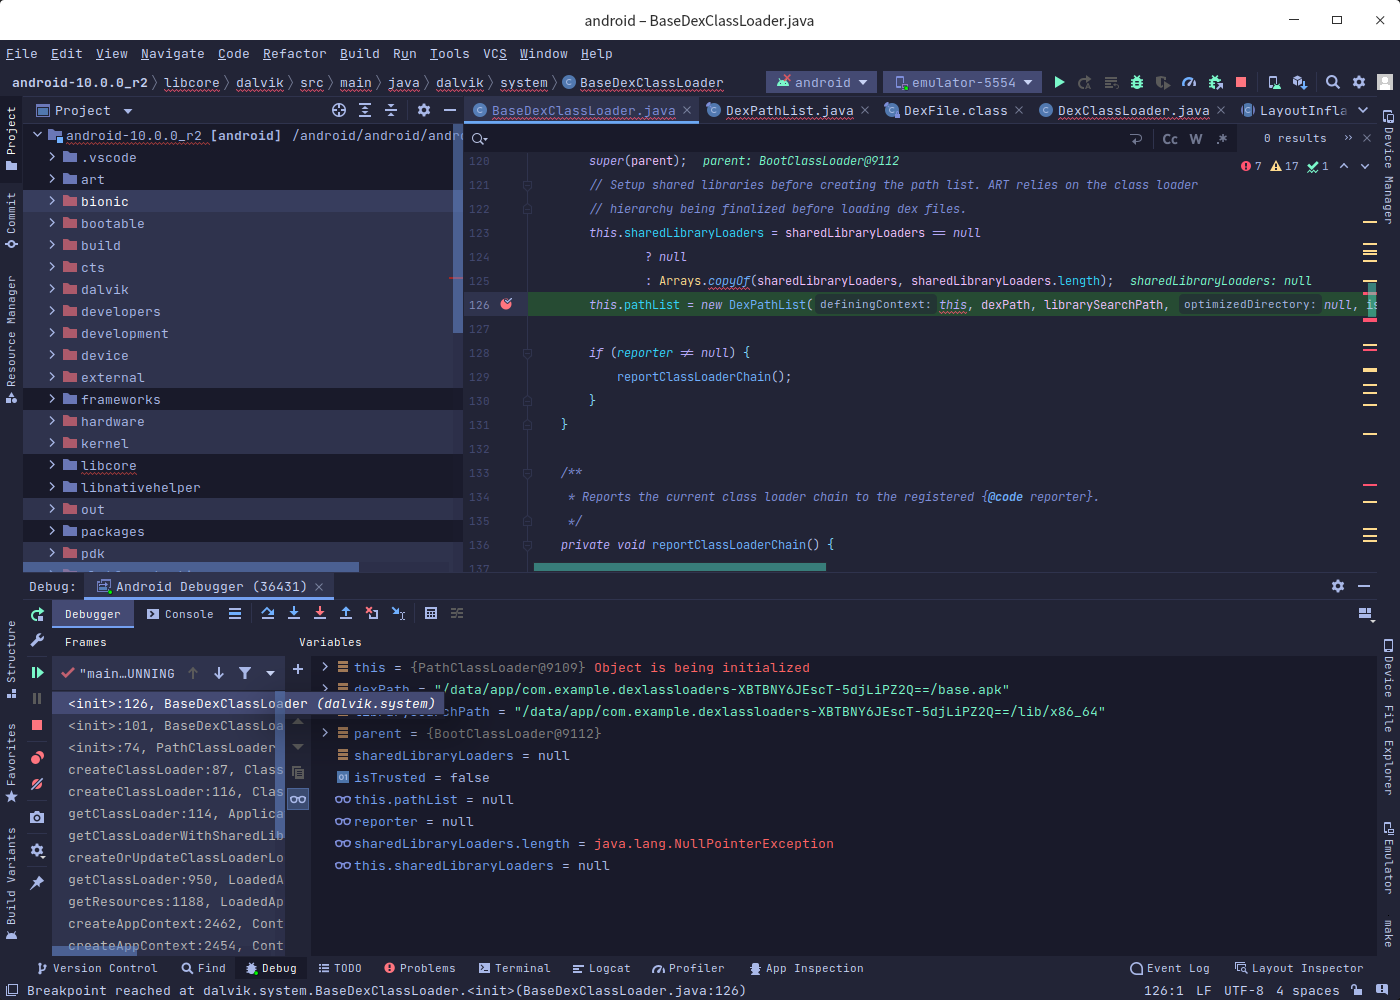 android – BaseDexClassLoader.java
File Edit View Navigate Code Refactor Build Run Tools VCS Window Help
android-10.0.0_r2 libcore dalvik src main java dalvik system BaseDexClassLoader android emulator-5554
Project
BaseDexClassLoader.java DexPathList.java DexFile.class DexClassLoader.java LayoutInfla
Cc W .* 0 results
7 17 1
android-10.0.0_r2 [android] /android/android/andr
.vscode
art
bionic
bootable
build
cts
dalvik
developers
development
device
external
frameworks
hardware
kernel
libcore
libnativehelper
out
packages
pdk
120 super(parent); parent: BootClassLoader@9112
121 // Setup shared libraries before creating the path list. ART relies on the class loader
122 // hierarchy being finalized before loading dex files.
123 this.sharedLibraryLoaders = sharedLibraryLoaders == null
124 ? null
125 : Arrays.copyOf(sharedLibraryLoaders, sharedLibraryLoaders.length); sharedLibraryLoaders: null
126 this.pathList = new DexPathList( definingContext: this, dexPath, librarySearchPath, optimizedDirectory: null, is
127
128 if (reporter != null) {
129 reportClassLoaderChain();
130 }
131 }
132
133 /**
134 * Reports the current class loader chain to the registered {@code reporter}.
135 */
136 private void reportClassLoaderChain() {
137
Project
Commit
Resource Manager
Structure
Favorites
Build Variants
Device Manager
Device File Explorer
Emulator
make
Debug: Android Debugger (36431)
Debugger Console
Frames
Variables
"main…UNNING
<init>:126, BaseDexClassLoader (dalvik.system)
<init>:101, BaseDexClassLoa
<init>:74, PathClassLoader
createClassLoader:87, Class
createClassLoader:116, Clas
getClassLoader:114, Applica
getClassLoaderWithSharedLib
createOrUpdateClassLoaderLo
getClassLoader:950, LoadedA
getResources:1188, LoadedAp
createAppContext:2462, Cont
createAppContext:2454, Cont
this = {PathClassLoader@9109} Object is being initialized
dexPath = "/data/app/com.example.dexlassloaders-XBTBNY6JEscT-5djLiPZ2Q==/base.apk"
Path = "/data/app/com.example.dexlassloaders-XBTBNY6JEscT-5djLiPZ2Q==/lib/x86_64"
parent = {BootClassLoader@9112}
sharedLibraryLoaders = null
isTrusted = false
this.pathList = null
reporter = null
sharedLibraryLoaders.length = java.lang.NullPointerException
this.sharedLibraryLoaders = null
Version Control Find Debug TODO Problems Terminal Logcat Profiler App Inspection Event Log Layout Inspector
Breakpoint reached at dalvik.system.BaseDexClassLoader.<init>(BaseDexClassLoader.java:126) 126:1 LF UTF-8 4 spaces